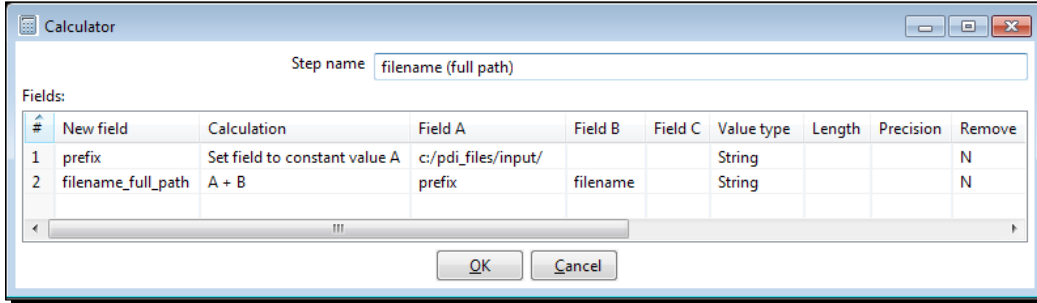 Calculator
Step name filename (full path)
Fields:
# New field Calculation Field A Field B Field C Value type Length Precision Remove
1 prefix Set field to constant value A c:/pdi_files/input/ String N
2 filename_full_path A + B prefix filename String N
OK Cancel